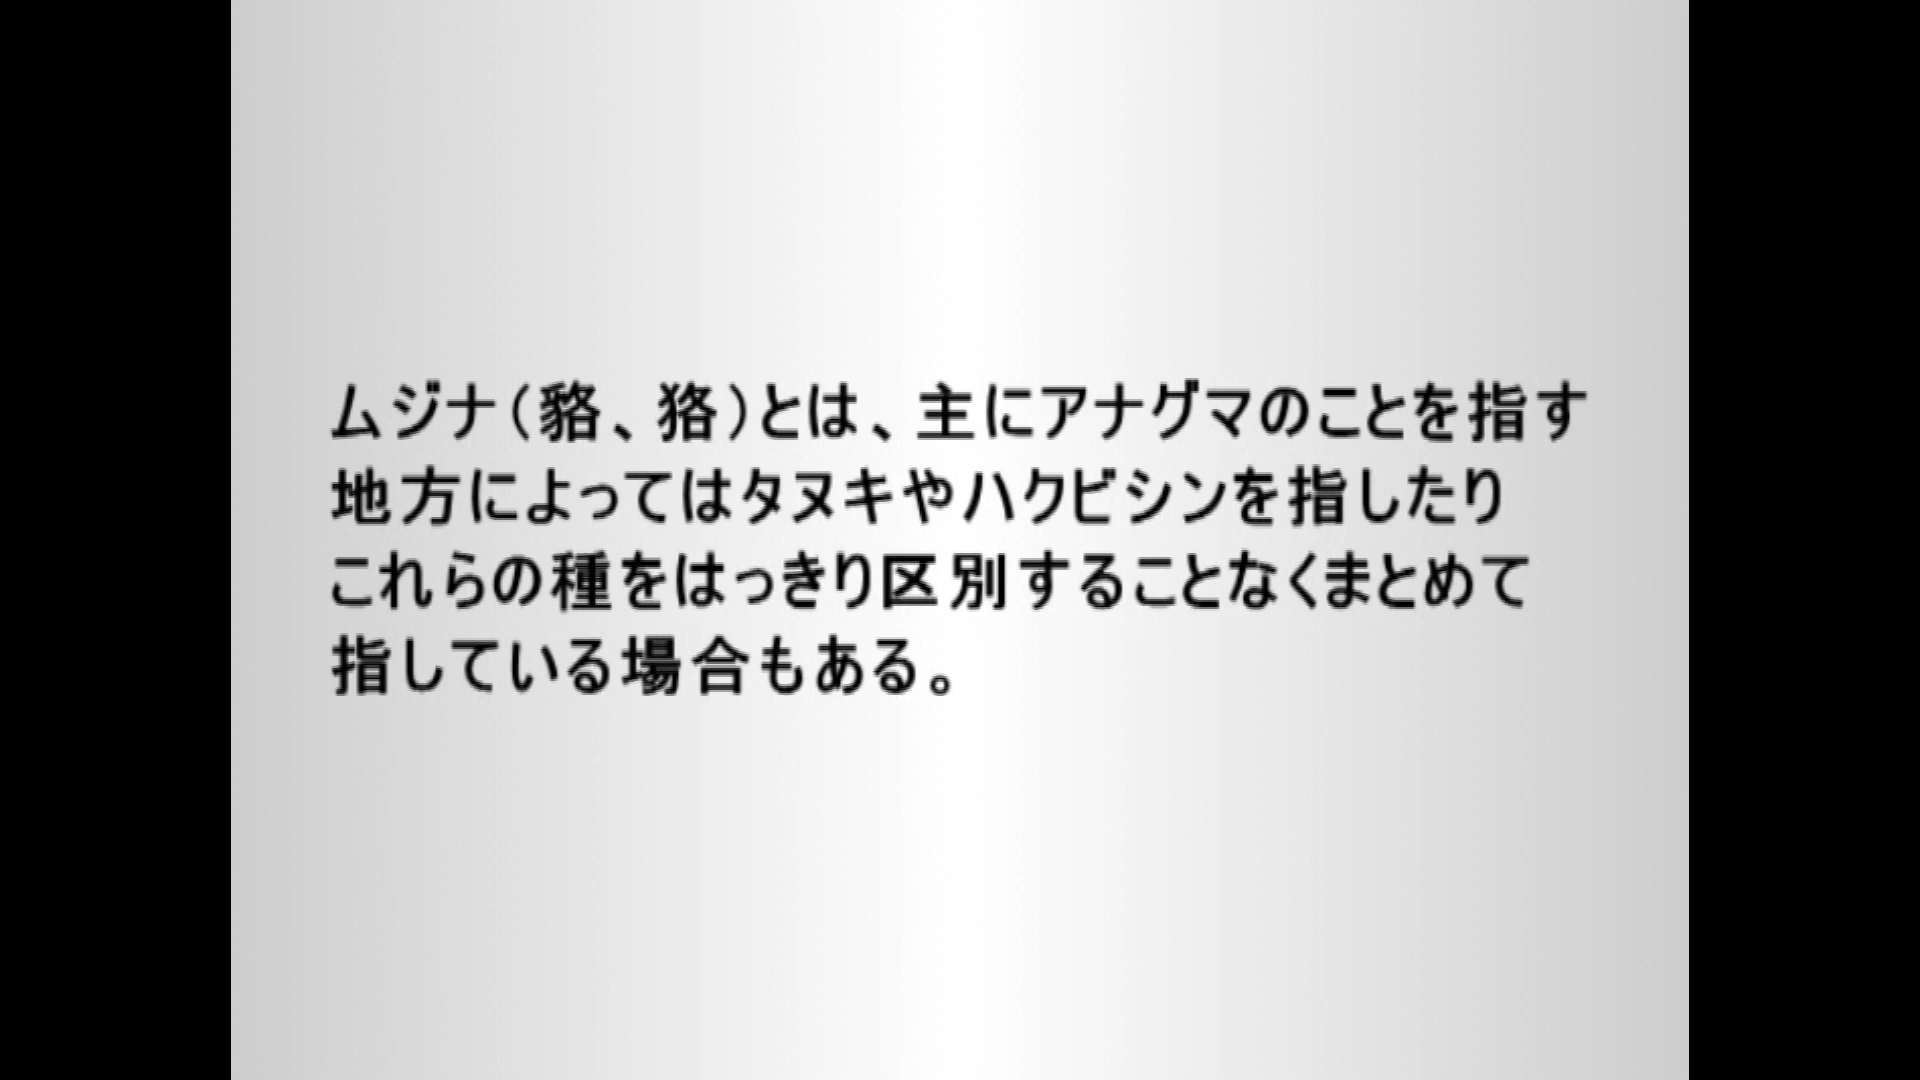 ムジナ(貉、狢)とは、主にアナグマのことを指す
地方によってはタヌキやハクビシンを指したり
これらの種をはっきり区別することなくまとめて
指している場合もある。